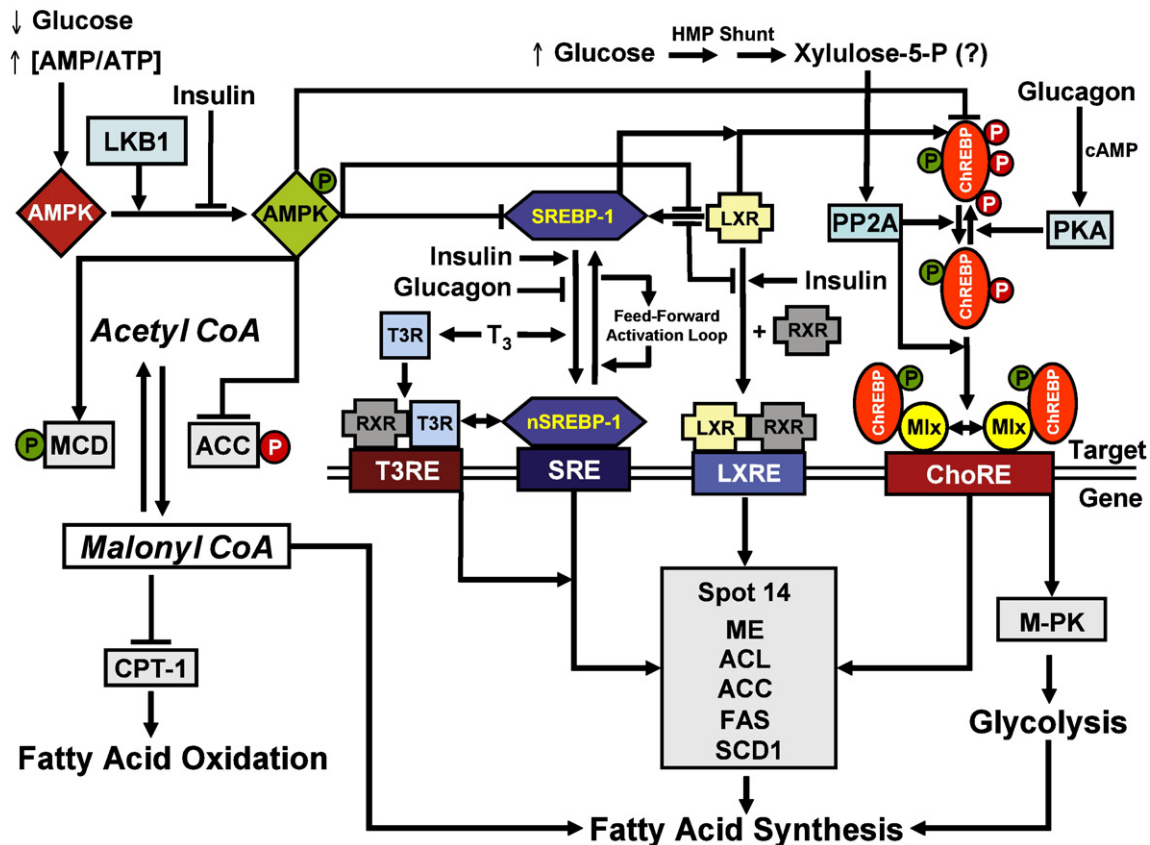 ↓ Glucose
↑ [AMP/ATP]
Insulin
LKB1
AMPK
AMPK
P
↑ Glucose
HMP Shunt
Xylulose-5-P (?)
Glucagon
cAMP
ChREBP
P
P
P
P
SREBP-1
LXR
PP2A
PKA
ChREBP
P
P
Insulin
Glucagon
T3R
T3
Feed-Forward
Activation Loop
Insulin
+
RXR
Acetyl CoA
P
MCD
ACC
P
RXR
T3R
nSREBP-1
LXR
RXR
ChREBP
P
Mlx
Mlx
P
ChREBP
T3RE
SRE
LXRE
ChoRE
Target
Gene
Malonyl CoA
CPT-1
Fatty Acid Oxidation
Spot 14
ME
ACL
ACC
FAS
SCD1
M-PK
Glycolysis
Fatty Acid Synthesis